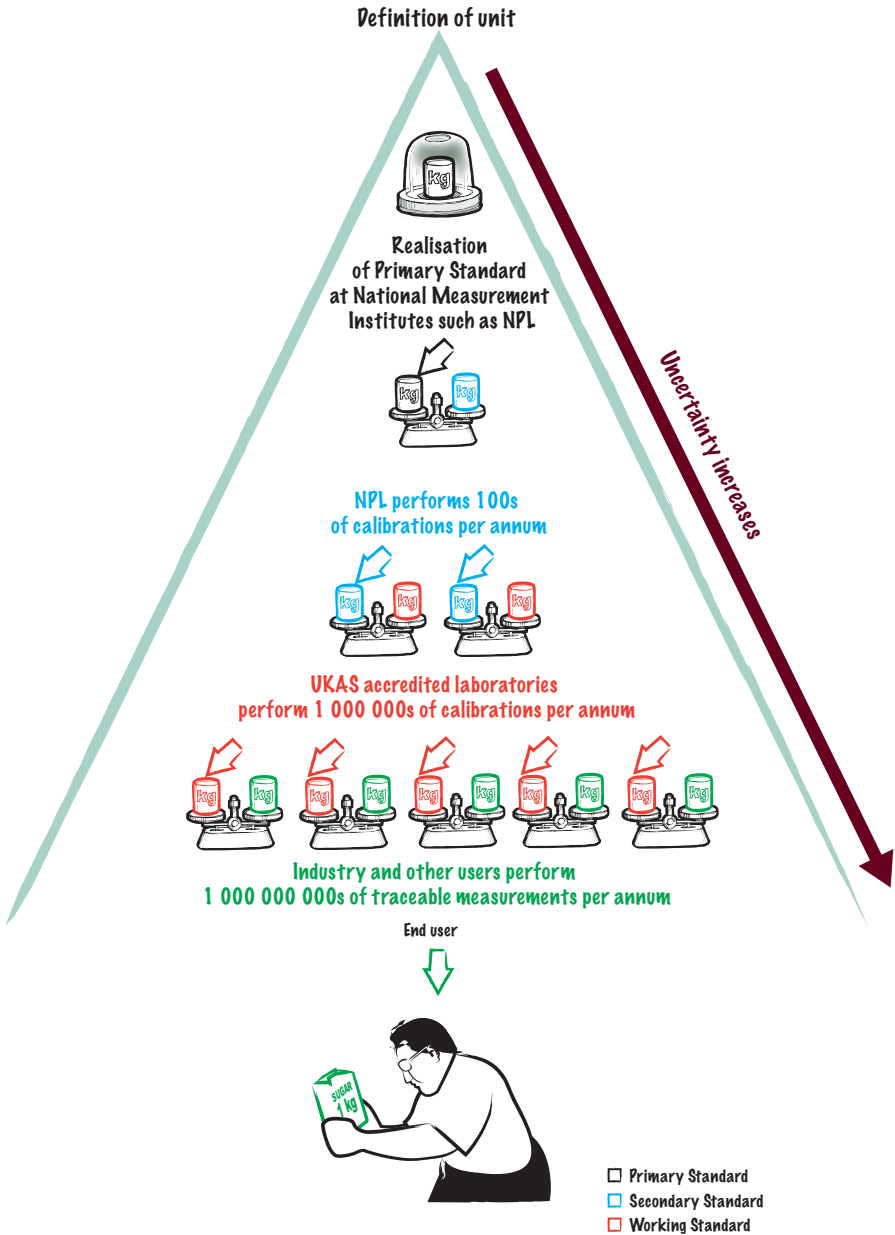 Definition of unit
kg
Realisation
of Primary Standard
at National Measurement
Institutes such as NPL
kg kg
Uncertainty increases
NPL performs 100s
of calibrations per annum
kg kg kg kg
UKAS accredited laboratories
perform 1 000 000s of calibrations per annum
kg kg kg kg kg kg kg kg kg kg
Industry and other users perform
1 000 000 000s of traceable measurements per annum
End user
SUGAR
1 kg
Primary Standard
Secondary Standard
Working Standard